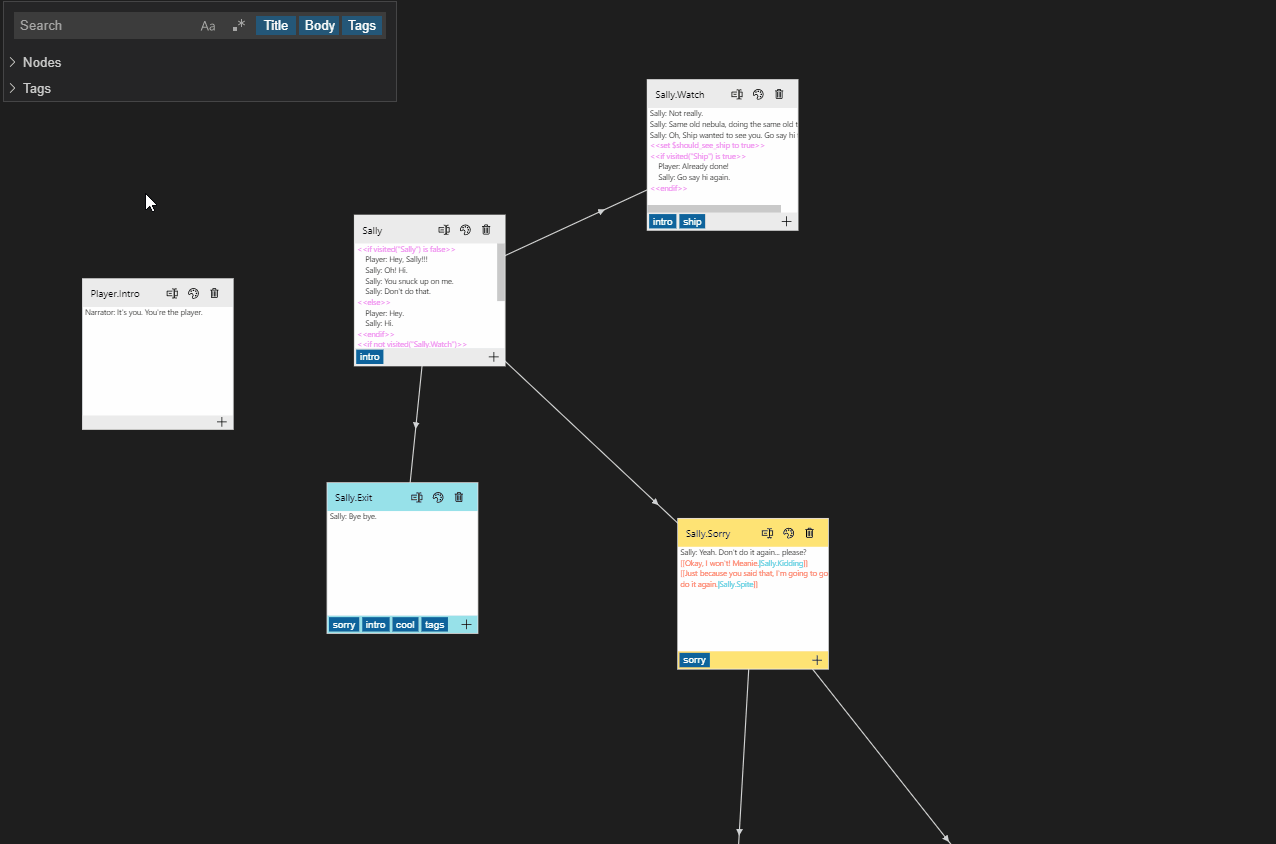 Search Aa .* Title Body Tags
Nodes
Tags
Sally.Watch
Sally: Not really.
Sally: Same old nebula, doing the same old t
Sally: Oh, Ship wanted to see you. Go say hi
<<set $should_see_ship to true>>
<<if visited("Ship") is true>>
Player: Already done!
Sally: Go say hi again.
<<endif>>
intro ship +
Sally
<<if visited("Sally") is false>>
Player: Hey, Sally!!!
Sally: Oh! Hi.
Sally: You snuck up on me.
Sally: Don't do that.
<<else>>
Player: Hey.
Sally: Hi.
<<endif>>
<<if not visited("Sally.Watch")>>
intro +
Player.Intro
Narrator: It's you. You're the player.
+
Sally.Exit
Sally: Bye bye.
sorry intro cool tags +
Sally.Sorry
Sally: Yeah. Don't do it again... please?
[[Okay, I won't! Meanie.|Sally.Kidding]]
[[Just because you said that, I'm going to go
do it again.|Sally.Spite]]
sorry +